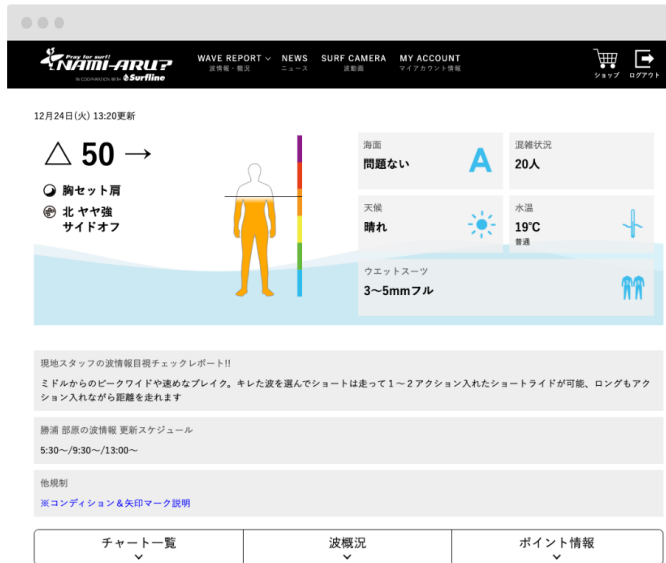 Pray for surf!
NAMI-ARU?
IN COOPERATION WITH Surfline
WAVE REPORT
波情報・概況
NEWS
ニュース
SURF CAMERA
波動画
MY ACCOUNT
マイアカウント情報
ショップ
ログアウト
12月24日(火) 13:20更新
△ 50 →
胸セット肩
北 ヤヤ強
サイドオフ
海面
問題ない
A
混雑状況
20人
天候
晴れ
水温
19℃
普通
ウエットスーツ
3〜5mmフル
現地スタッフの波情報目視チェックレポート!!
ミドルからのピークワイドや速めなブレイク。キレた波を選んでショートは走って１〜２アクション入れたショートライドが可能、ロングもアク
ション入れながら距離を走れます
勝浦 部原の波情報 更新スケジュール
5:30〜/9:30〜/13:00〜
他規制
※コンディション＆矢印マーク説明
チャート一覧
波概況
ポイント情報